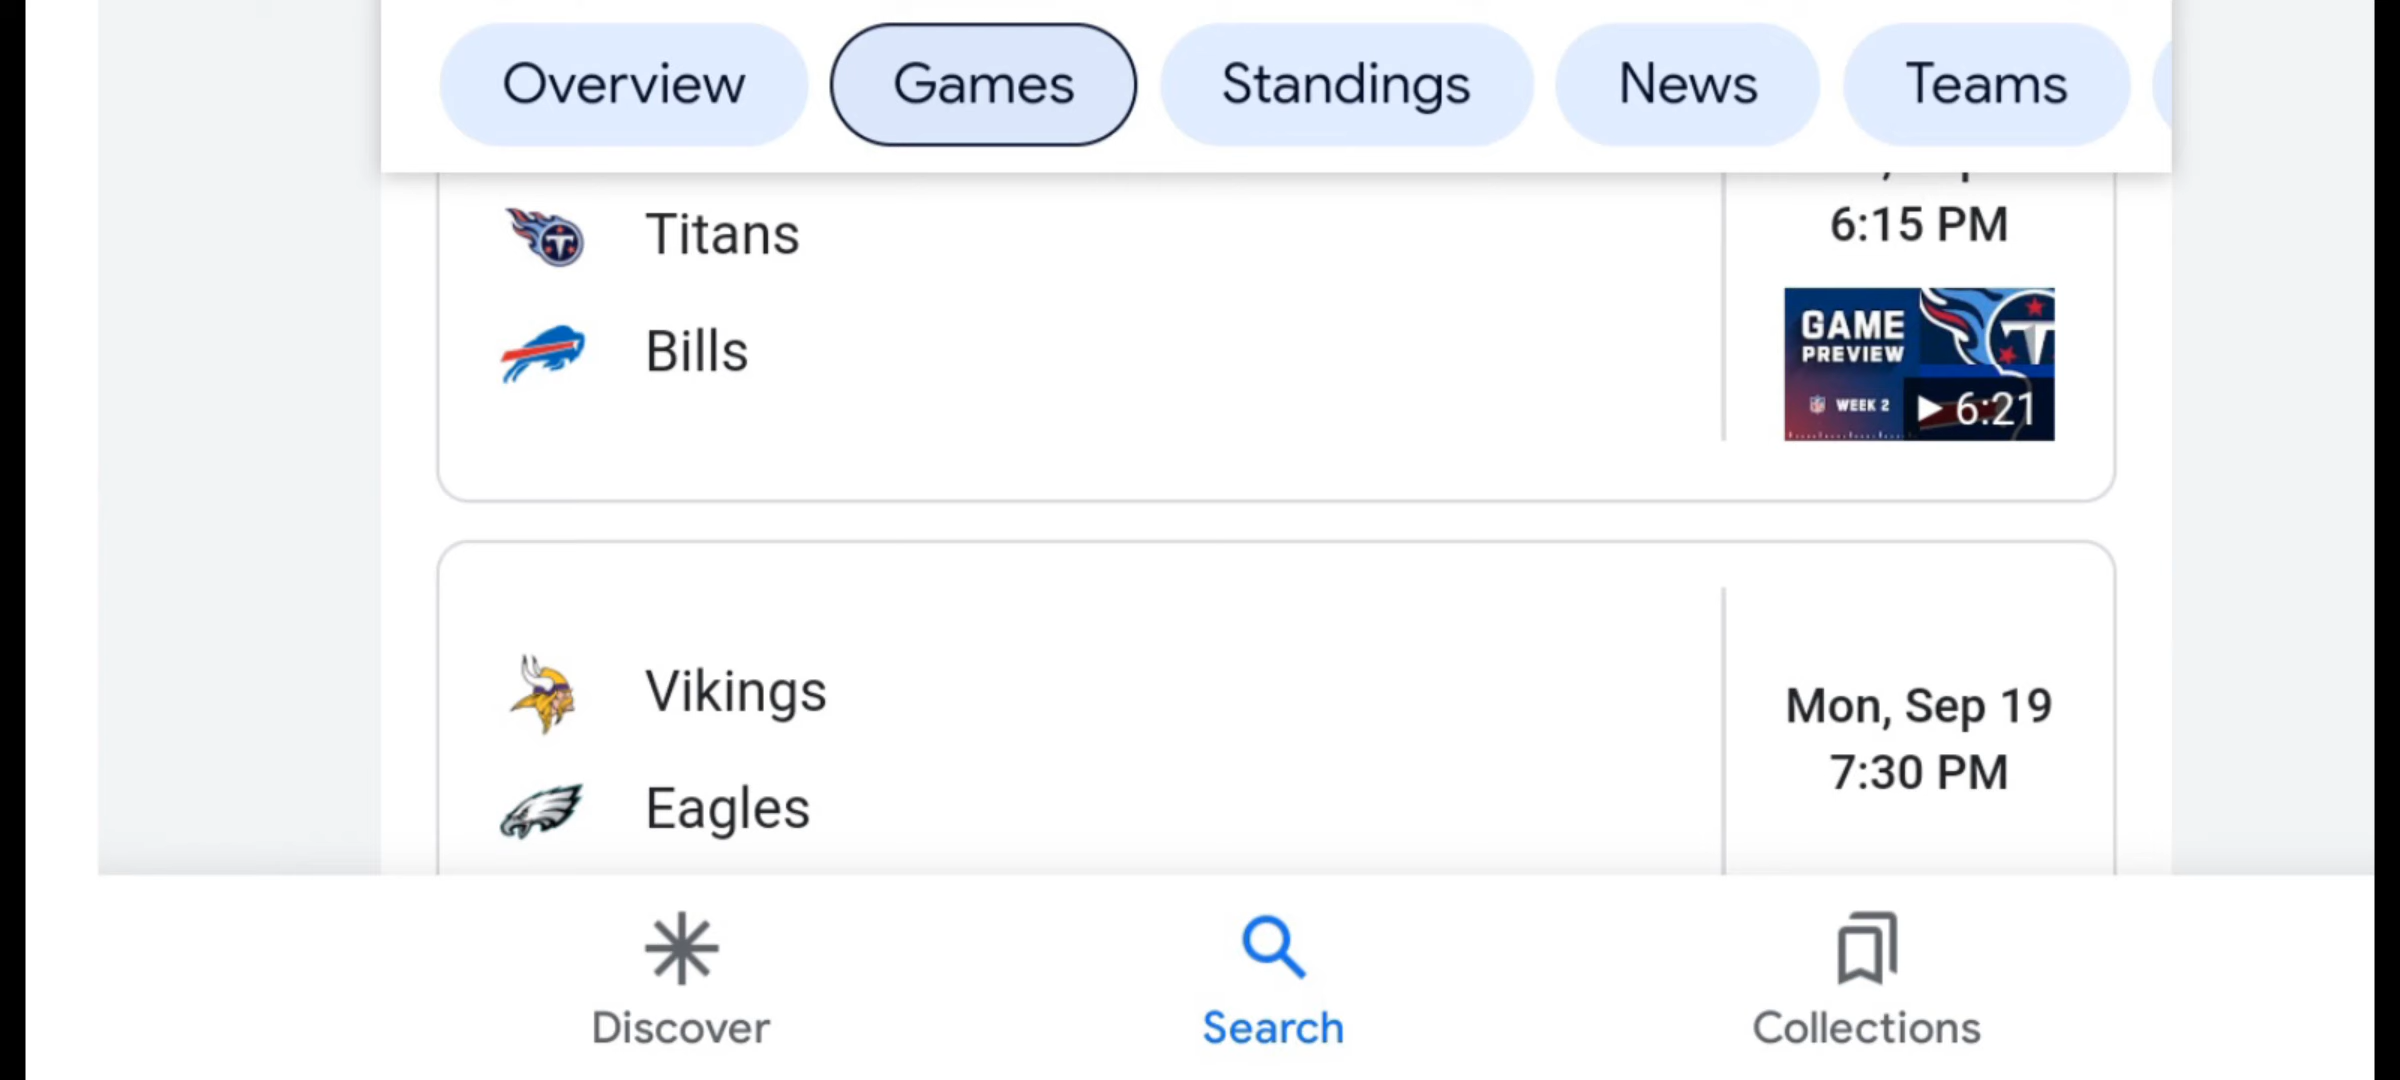 Overview Games Standings News Teams
Titans
6:15 PM
Bills
GAME
PREVIEW
WEEK 2
6:21
Vikings
Mon, Sep 19
7:30 PM
Eagles
Discover Search Collections